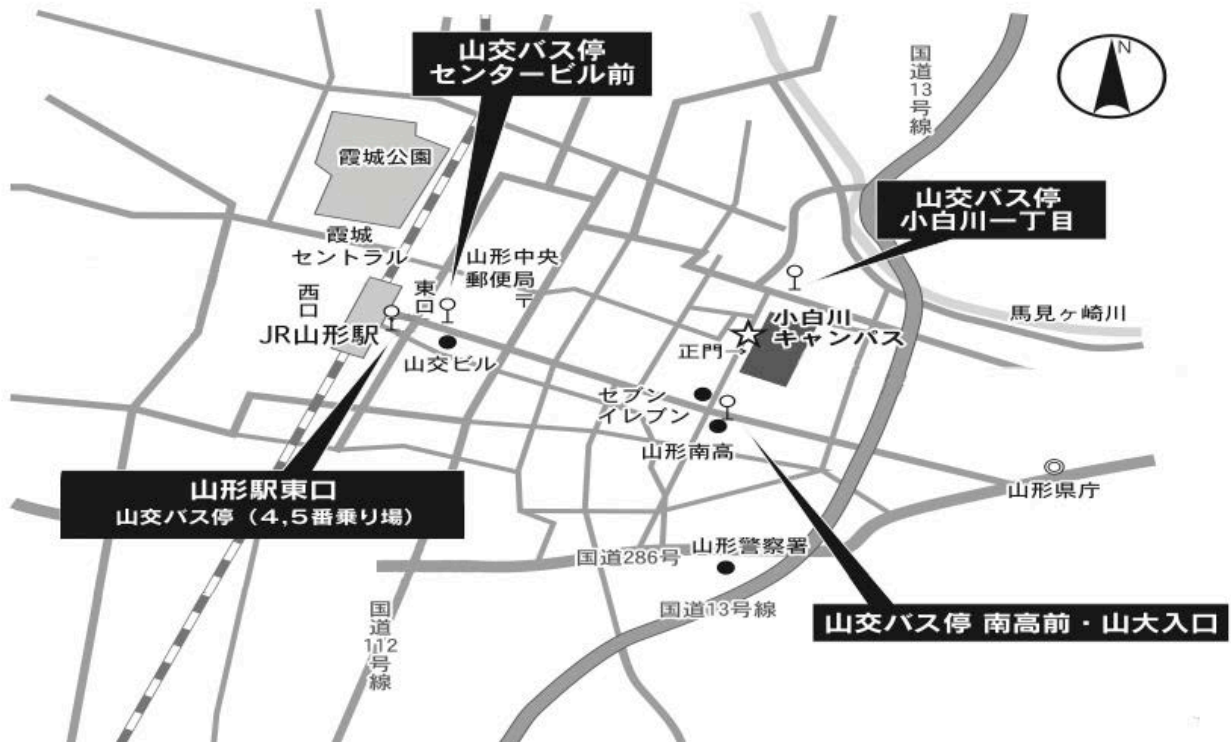 山交バス停
センタービル前
国道13号線
N
霞城公園
山交バス停
小白川一丁目
霞城
セントラル
山形中央
郵便局
〒
西口
東口
JR山形駅
馬見ヶ崎川
小白川
キャンパス
正門→
山交ビル
セブン
イレブン
山形南高
山形駅東口
山交バス停（4,5番乗り場）
山形県庁
山形警察署
国道286号
国道13号線
国道112号線
山交バス停 南高前・山大入口